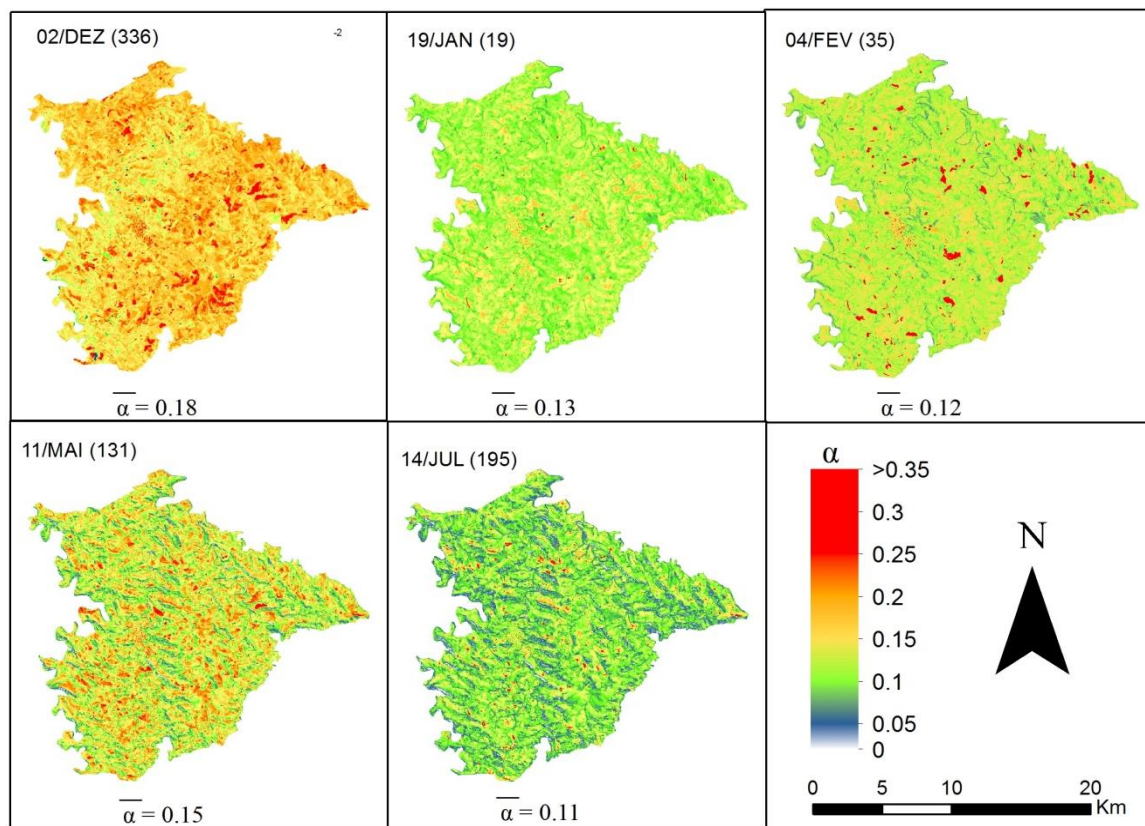 02/DEZ (336)
-2
α = 0.18
19/JAN (19)
α = 0.13
04/FEV (35)
α = 0.12
11/MAI (131)
α = 0.15
14/JUL (195)
α = 0.11
α
>0.35
0.3
0.25
0.2
0.15
0.1
0.05
0
N
0 5 10 20
Km